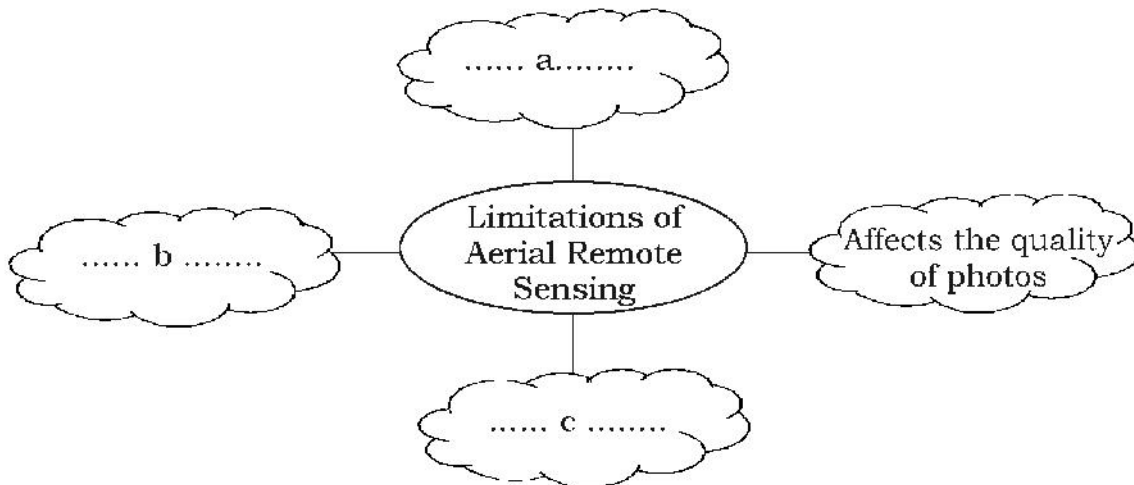 ...... a........
Limitations of
Aerial Remote
Sensing
...... b ........
Affects the quality
of photos
...... c ........